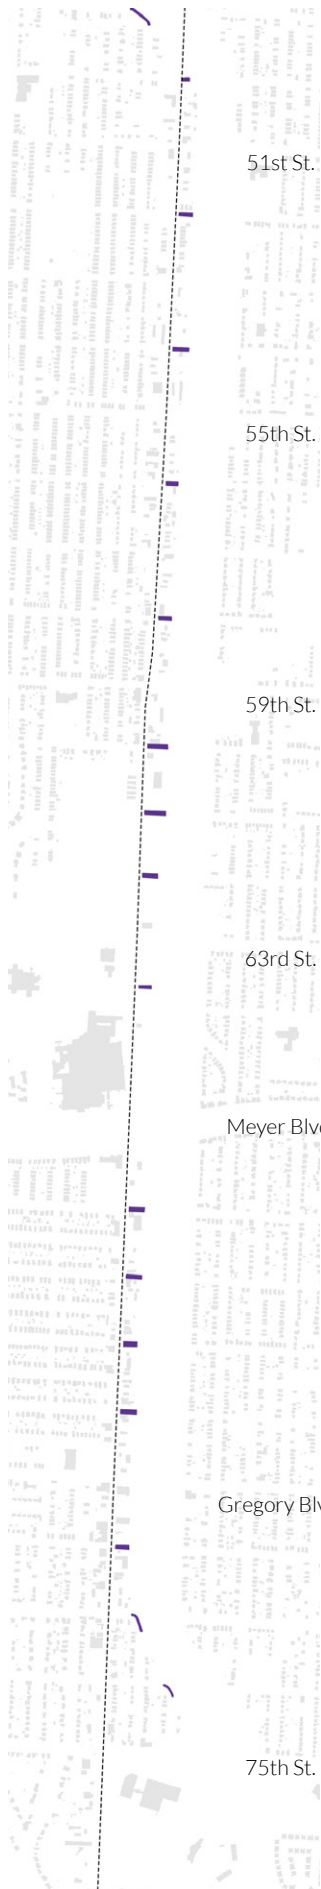 51st St.
55th St.
59th St.
63rd St.
Meyer Blv
Gregory Bl
75th St.